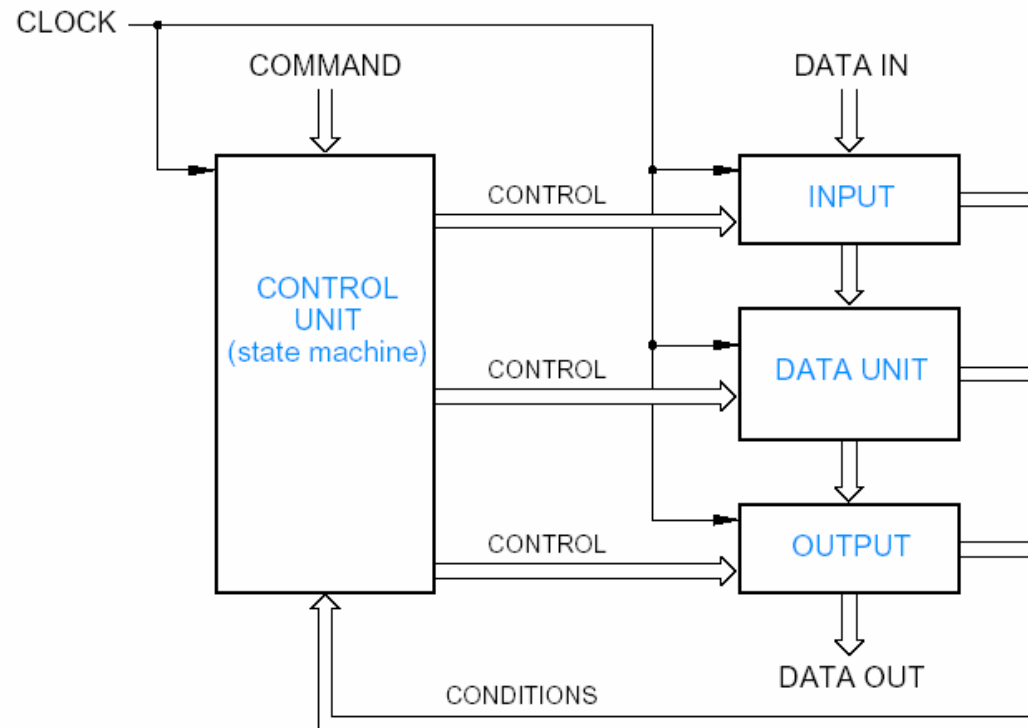 CLOCK
COMMAND
DATA IN
CONTROL
INPUT
CONTROL
UNIT
(state machine)
CONTROL
DATA UNIT
CONTROL
OUTPUT
DATA OUT
CONDITIONS